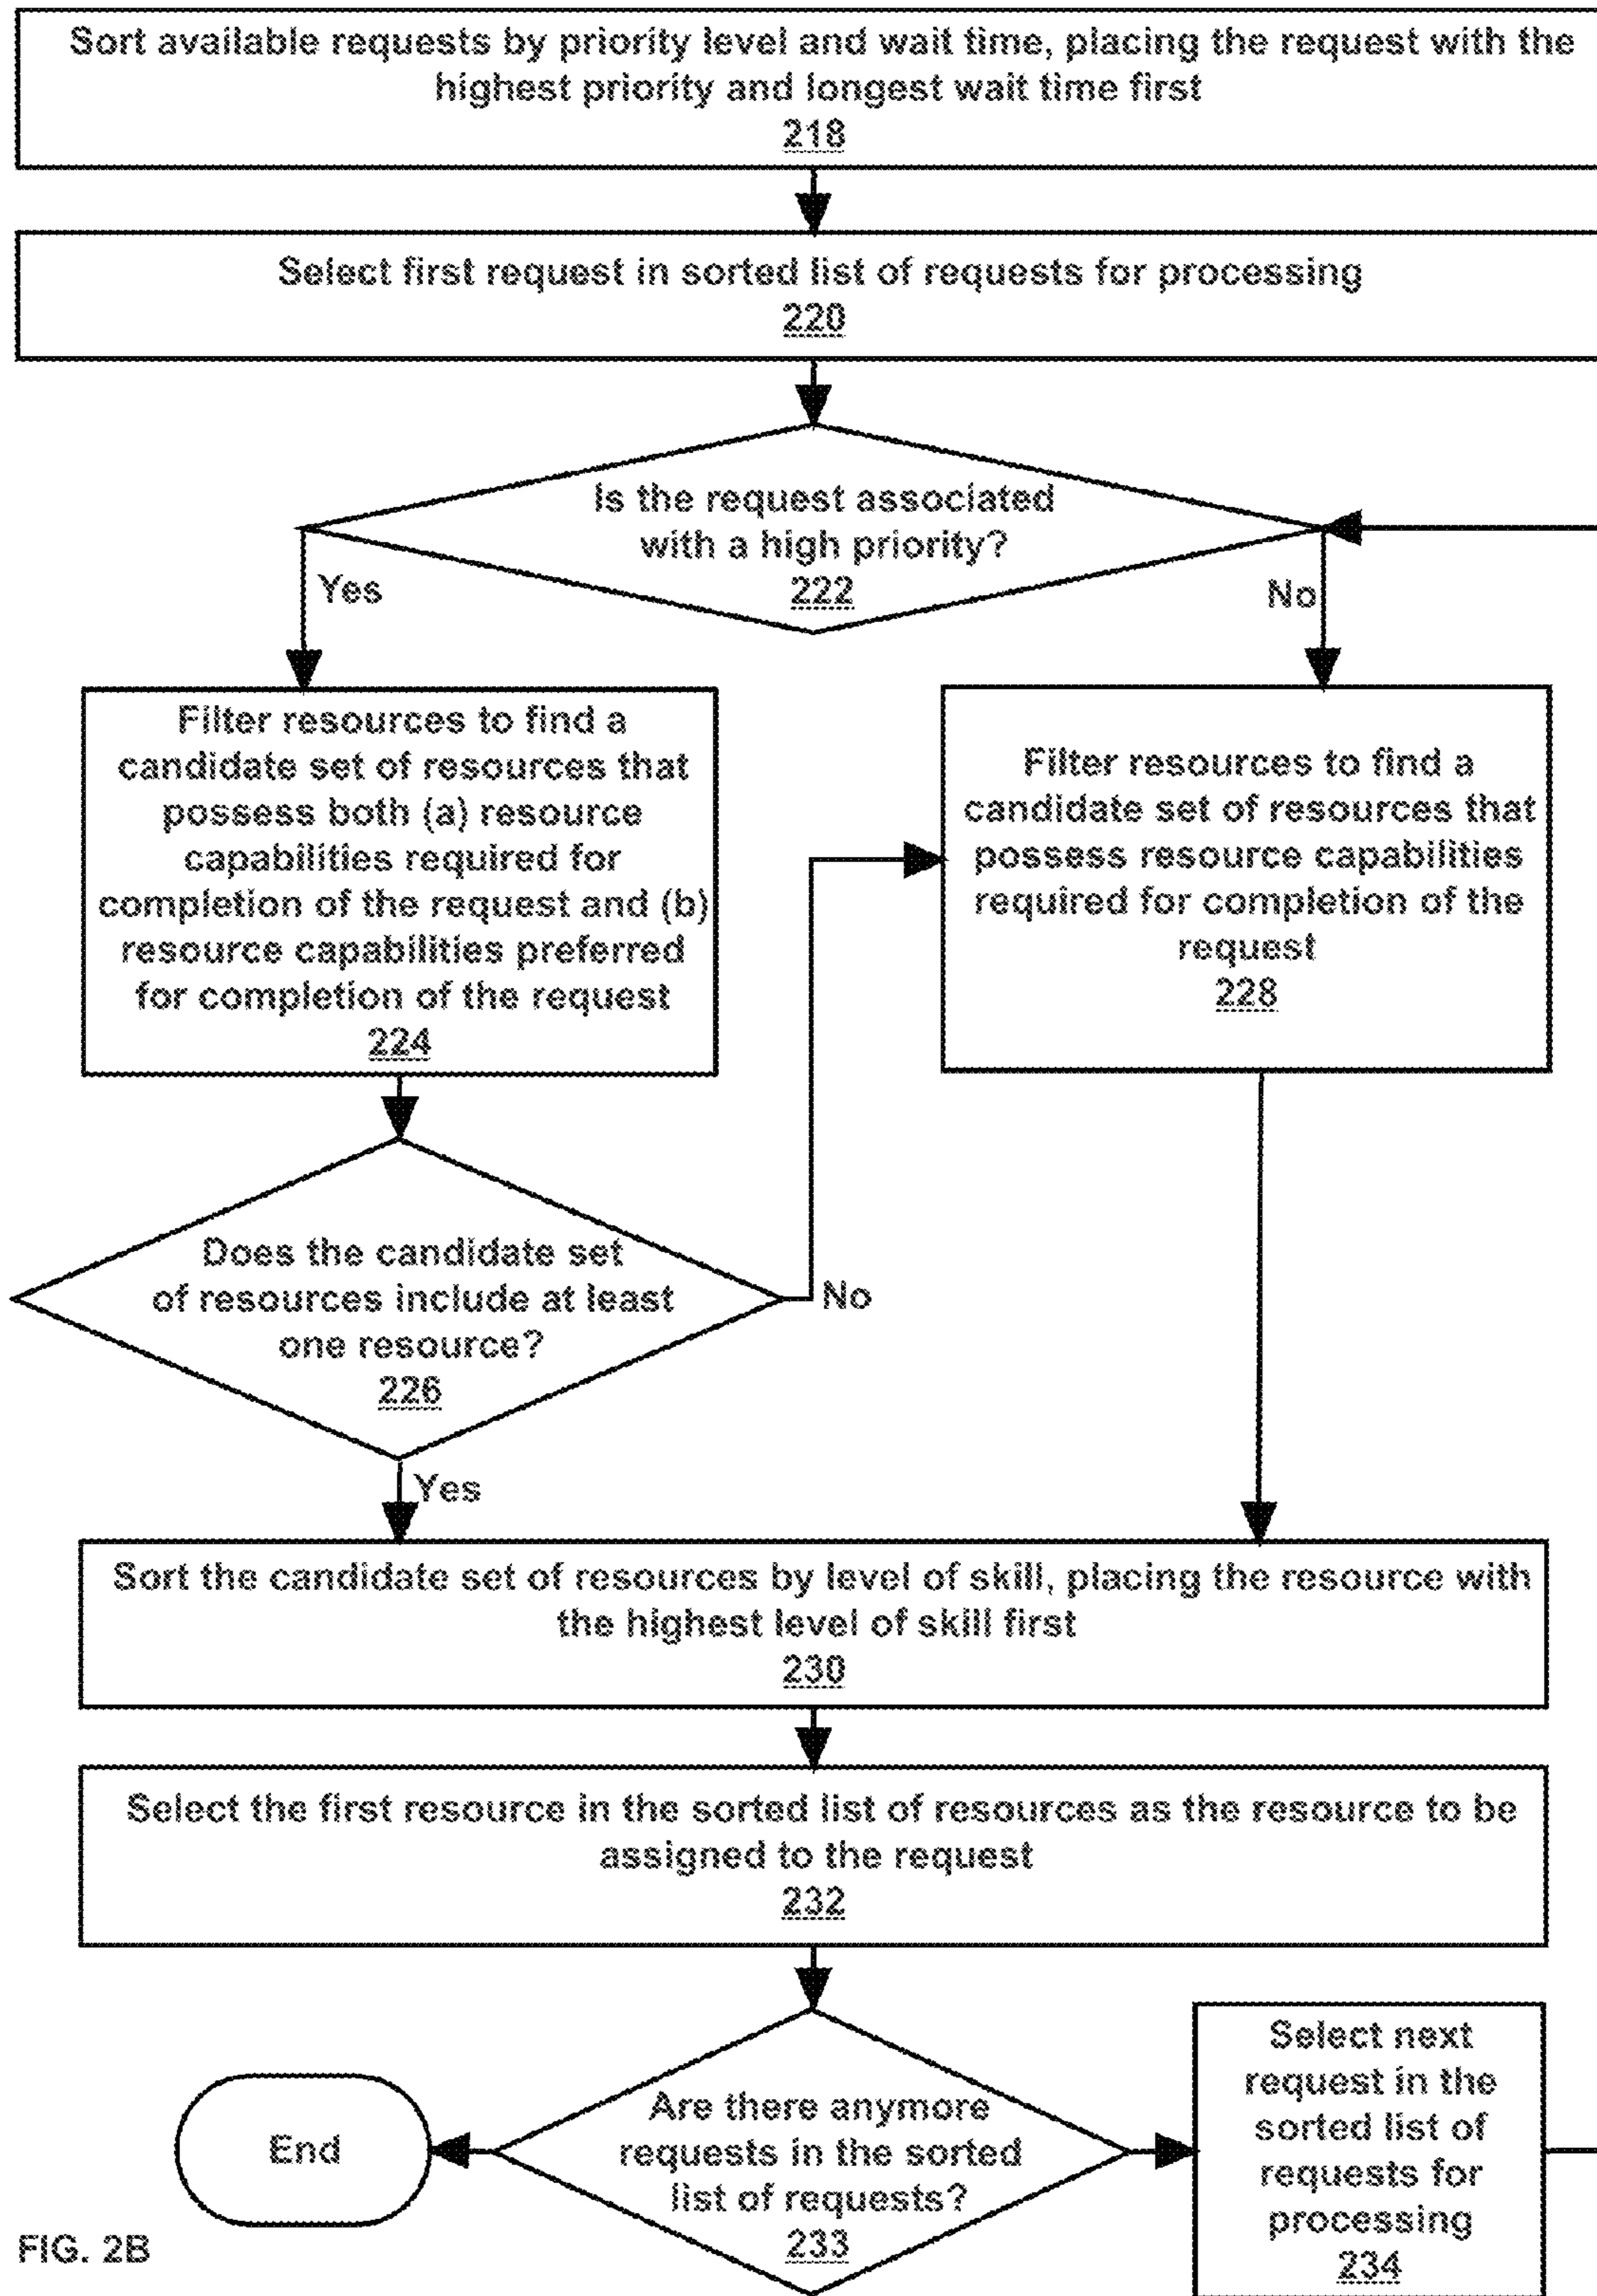 Sort available requests by priority level and wait time, placing the request with the
highest priority and longest wait time first
218
Select first request in sorted list of requests for processing
220
Is the request associated
with a high priority?
222
Yes
No
Filter resources to find a
candidate set of resources that
possess both (a) resource
capabilities required for
completion of the request and (b)
resource capabilities preferred
for completion of the request
224
Filter resources to find a
candidate set of resources that
possess resource capabilities
required for completion of the
request
228
Does the candidate set
of resources include at least
one resource?
226
No
Yes
Sort the candidate set of resources by level of skill, placing the resource with
the highest level of skill first
230
Select the first resource in the sorted list of resources as the resource to be
assigned to the request
232
Are there anymore
requests in the sorted
list of requests?
233
End
Select next
request in the
sorted list of
requests for
processing
234
FIG. 2B